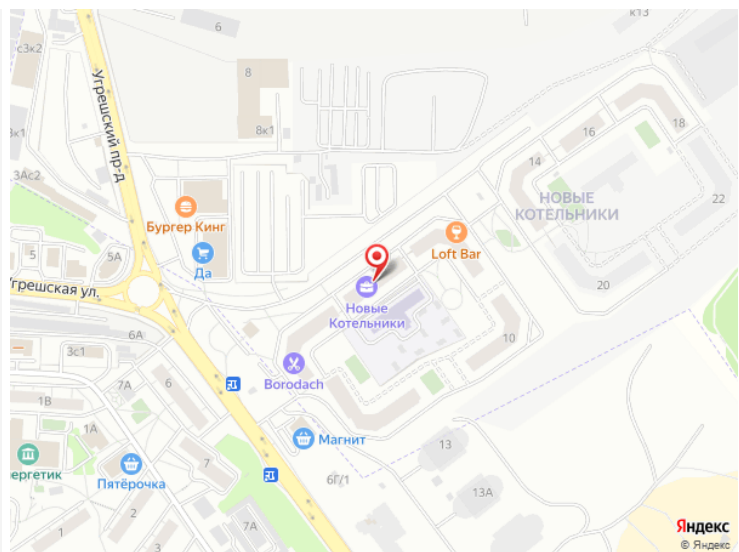 к13
6
с3к2
8
Угрешский пр-д
18
8к1
16
3к1
14
3Ас2
НОВЫЕ
КОТЕЛЬНИКИ
22
Бургер Кинг
5
5А
Да
Loft Bar
Угрешская ул.
20
Новые
Котельники
6А
10
3с1
Borodach
7А
6
1В
Магнит
13
1А
7
нергетик
Пятёрочка
6Г/1
13А
1
7А
2
3
Яндекс
© Яндекс